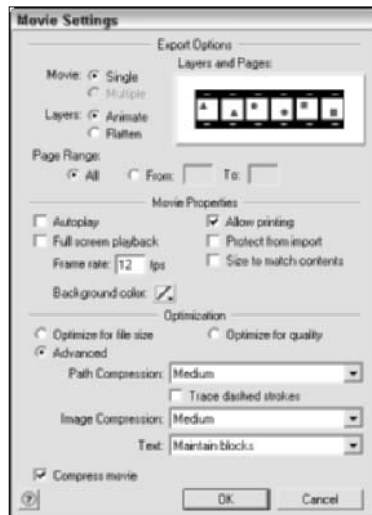 Movie Settings
Export Options
Movie: Single
Multiple
Layers: Animate
Flatten
Layers and Pages:
Page Range:
All From: To:
Movie Properties
Autoplay
Full screen playback
Frame rate: 12 fps
Allow printing
Protect from import
Size to match contents
Background color:
Optimization
Optimize for file size Optimize for quality
Advanced
Path Compression: Medium
Trace dashed strokes
Image Compression: Medium
Text: Maintain blocks
Compress movie
? OK Cancel